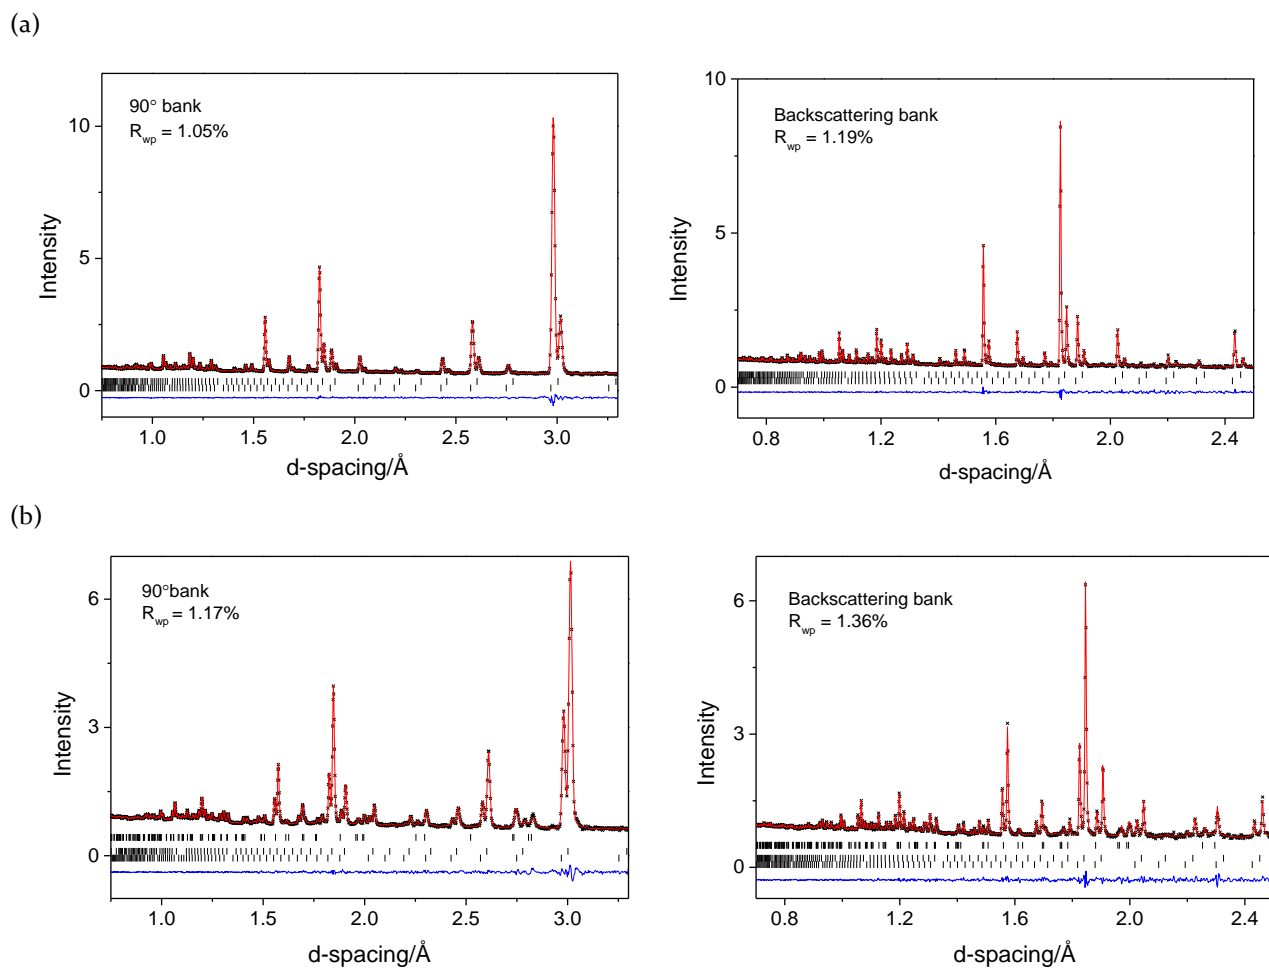 (a)
90° bank
Rwp = 1.05%
10
5
0
Intensity
1.0 1.5 2.0 2.5 3.0
d-spacing/Å
Backscattering bank
Rwp = 1.19%
10
5
0
Intensity
0.8 1.2 1.6 2.0 2.4
d-spacing/Å
(b)
90°bank
Rwp = 1.17%
6
3
0
Intensity
1.0 1.5 2.0 2.5 3.0
d-spacing/Å
Backscattering bank
Rwp = 1.36%
6
3
0
Intensity
0.8 1.2 1.6 2.0 2.4
d-spacing/Å